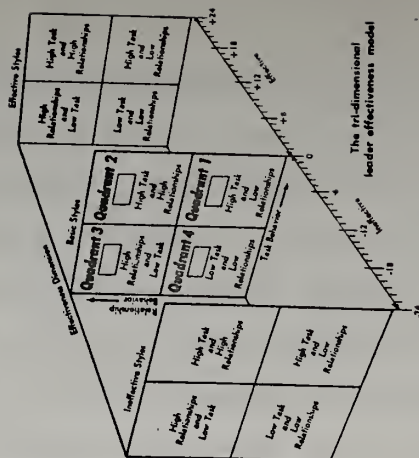 Effectiveness Dimension
Effective Styles
High
Relationships
and
Low Task
High Task
and
High
Relationships
Low Task
and
Low
Relationships
High Task
and
Low
Relationships
Basic Styles
Relationship
Behavior
Quadrant 3
High
Relationships
and
Low Task
Quadrant 2
High Task
and
High
Relationships
Quadrant 4
Low Task
and
Low
Relationships
Quadrant 1
High Task
and
Low
Relationships
Task Behavior
Ineffective Styles
High
Relationships
and
Low Task
High Task
and
High
Relationships
Low Task
and
Low
Relationships
High Task
and
Low
Relationships
+24
+18
+12
+6
0
-12
-18
Effective
Ineffective
The tri-dimensional
leader effectiveness model